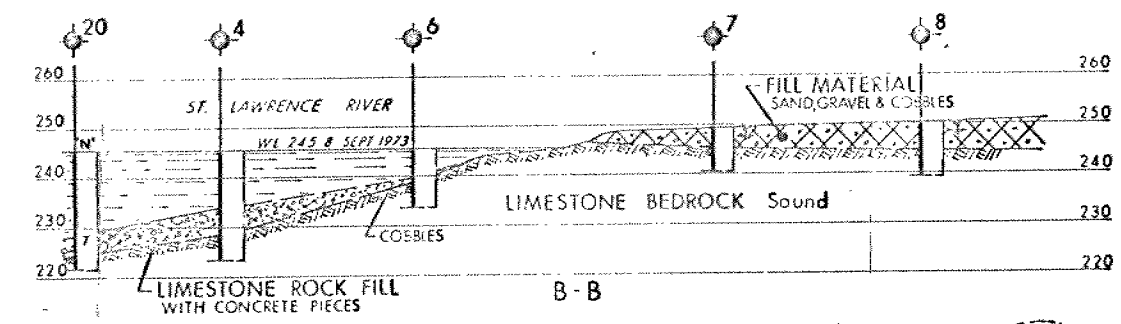 20 4 6 7 8
260 260
FILL MATERIAL
SAND, GRAVEL & COBBLES
ST. LAWRENCE RIVER
250 250
"N"
WL 245.8 SEPT 1973
240 240
LIMESTONE BEDROCK Sound
230 230
COBBLES
T
220 220
LIMESTONE ROCK FILL
WITH CONCRETE PIECES
B-B